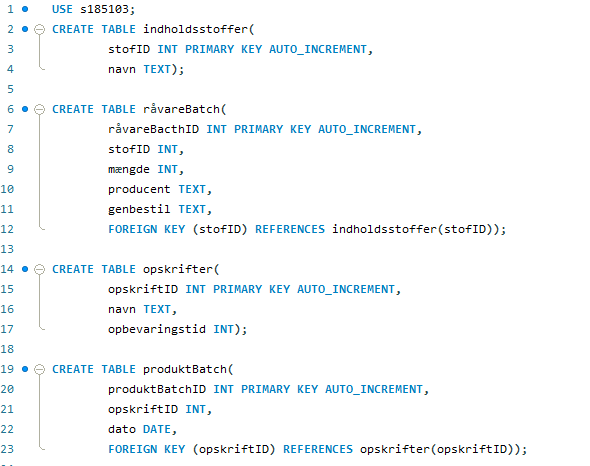 1 USE s185103;
2 CREATE TABLE indholdsstoffer(
3 stofID INT PRIMARY KEY AUTO_INCREMENT,
4 navn TEXT);
5
6 CREATE TABLE råvareBatch(
7 råvareBacthID INT PRIMARY KEY AUTO_INCREMENT,
8 stofID INT,
9 mængde INT,
10 producent TEXT,
11 genbestil TEXT,
12 FOREIGN KEY (stofID) REFERENCES indholdsstoffer(stofID));
13
14 CREATE TABLE opskrifter(
15 opskriftID INT PRIMARY KEY AUTO_INCREMENT,
16 navn TEXT,
17 opbevaringstid INT);
18
19 CREATE TABLE produktBatch(
20 produktBatchID INT PRIMARY KEY AUTO_INCREMENT,
21 opskriftID INT,
22 dato DATE,
23 FOREIGN KEY (opskriftID) REFERENCES opskrifter(opskriftID));